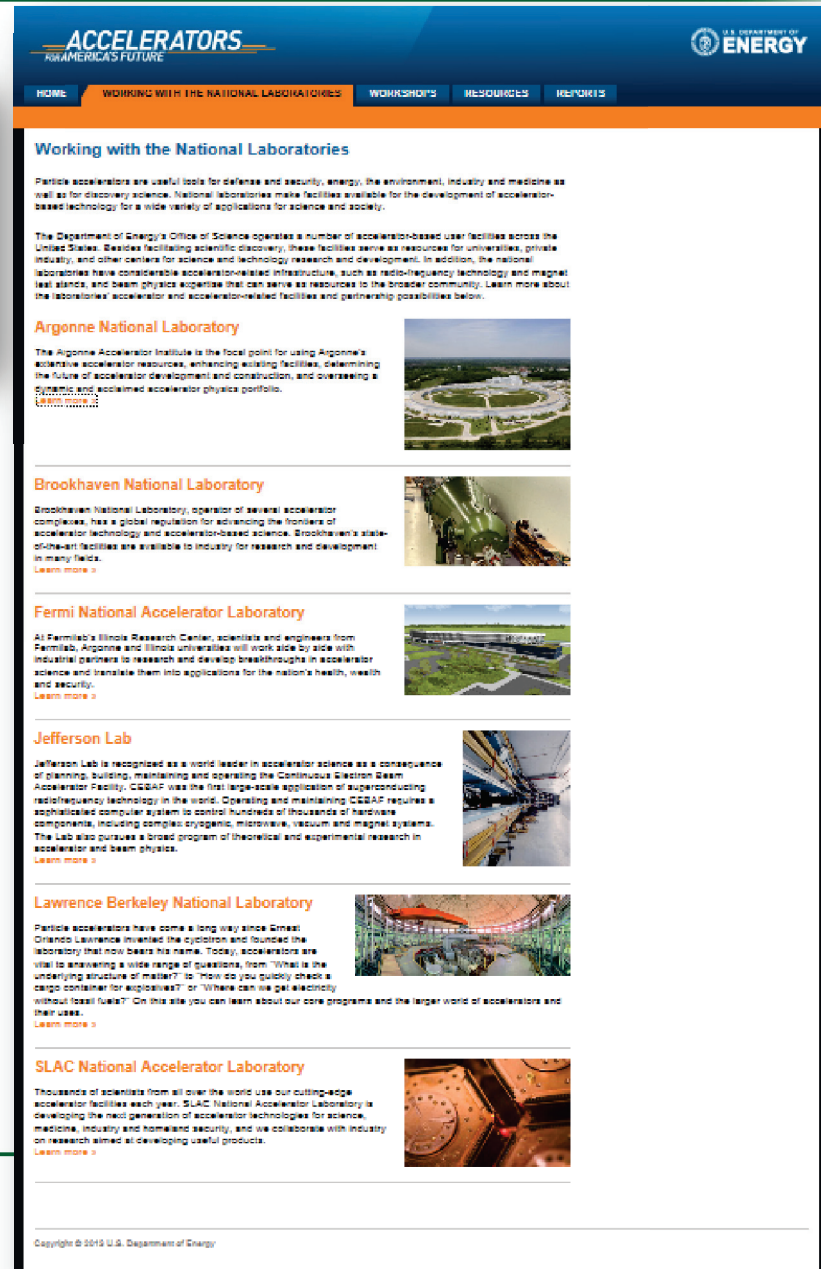 ACCELERATORS
FOR AMERICA'S FUTURE
U.S. DEPARTMENT OF
ENERGY
HOME
WORKING WITH THE NATIONAL LABORATORIES
WORKSHOPS
RESOURCES
REPORTS
Working with the National Laboratories
Particle accelerators are useful tools for defense and security, energy, the environment, industry and medicine as
well as for discovery science. National laboratories make facilities available for the development of accelerator-
based technology for a wide variety of applications for science and society.
The Department of Energy's Office of Science operates a number of accelerator-based user facilities across the
United States. Besides facilitating scientific discovery, these facilities serve as resources for universities, private
industry, and other centers for science and technology research and development. In addition, the national
laboratories have considerable accelerator-related infrastructure, such as radio-frequency technology and magnet
test stands, and beam physics expertise that can serve as resources to the broader community. Learn more about
the laboratories' accelerator and accelerator-related facilities and partnership possibilities below.
Argonne National Laboratory
The Argonne Accelerator Institute is the focal point for using Argonne's
extensive accelerator resources, enhancing existing facilities, determining
the future of accelerator development and construction, and overseeing a
dynamic and acclaimed accelerator physics portfolio.
Learn more »
Brookhaven National Laboratory
Brookhaven National Laboratory, operator of several accelerator
complexes, has a global reputation for advancing the frontiers of
accelerator technology and accelerator-based science. Brookhaven's state-
of-the-art facilities are available to industry for research and development
in many fields.
Learn more »
Fermi National Accelerator Laboratory
At Fermilab's Illinois Research Center, scientists and engineers from
Fermilab, Argonne and Illinois universities will work side by side with
industrial partners to research and develop breakthroughs in accelerator
science and translate them into applications for the nation's health, wealth
and security.
Learn more »
Jefferson Lab
Jefferson Lab is recognized as a world leader in accelerator science as a consequence
of planning, building, maintaining and operating the Continuous Electron Beam
Accelerator Facility. CEBAF was the first large-scale application of superconducting
radiofrequency technology in the world. Operating and maintaining CEBAF requires a
sophisticated computer system to control hundreds of thousands of hardware
components, including complex cryogenic, microwave, vacuum and magnet systems.
The Lab also pursues a broad program of theoretical and experimental research in
accelerator and beam physics.
Learn more »
Lawrence Berkeley National Laboratory
Particle accelerators have come a long way since Ernest
Orlando Lawrence invented the cyclotron and founded the
laboratory that now bears his name. Today, accelerators are
vital to answering a wide range of questions, from "What is the
underlying structure of matter?" to "How do you quickly check a
cargo container for explosives?" or "Where can we get electricity
without fossil fuels?" On this site you can learn about our core programs and the larger world of accelerators and
their uses.
Learn more »
SLAC National Accelerator Laboratory
Thousands of scientists from all over the world use our cutting-edge
accelerator facilities each year. SLAC National Accelerator Laboratory is
developing the next generation of accelerator technologies for science,
medicine, industry and homeland security, and we collaborate with industry
on research aimed at developing useful products.
Learn more »
Copyright © U.S. Department of Energy